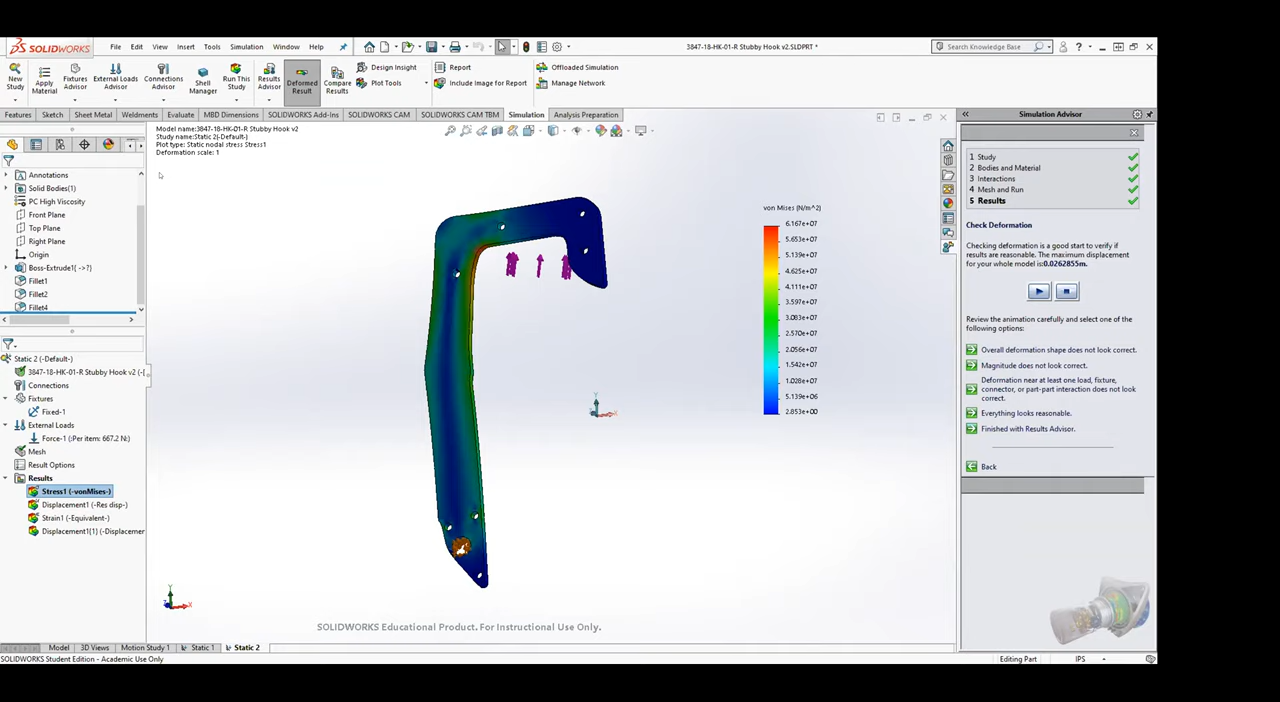 SOLIDWORKS
File Edit View Insert Tools Simulation Window Help
3847-18-HK-01-R Stubby Hook v2.SLDPRT *
Search Knowledge Base
New Study
Apply Material
Fixtures Advisor
External Loads Advisor
Connections Advisor
Shell Manager
Run This Study
Results Advisor
Deformed Result
Compare Results
Design Insight
Plot Tools
Report
Include Image for Report
Offloaded Simulation
Manage Network
Features Sketch Sheet Metal Weldments Evaluate MBD Dimensions SOLIDWORKS Add-Ins SOLIDWORKS CAM SOLIDWORKS CAM TBM Simulation Analysis Preparation
Model name:3847-18-HK-01-R Stubby Hook v2
Study name:Static 2(-Default-)
Plot type: Static nodal stress Stress1
Deformation scale: 1
Annotations
Solid Bodies(1)
PC High Viscosity
Front Plane
Top Plane
Right Plane
Origin
Boss-Extrude1( ->?)
Fillet1
Fillet2
Fillet4
Static 2 (-Default-)
3847-18-HK-01-R Stubby Hook v2 (-[
Connections
Fixtures
Fixed-1
External Loads
Force-1 (:Per item: 667.2 N:)
Mesh
Result Options
Results
Stress1 (-vonMises-)
Displacement1 (-Res disp-)
Strain1 (-Equivalent-)
Displacement1{1} (-Displacemer
von Mises (N/m^2)
6.167e+07
5.653e+07
5.139e+07
4.625e+07
4.111e+07
3.597e+07
3.083e+07
2.570e+07
2.056e+07
1.542e+07
1.028e+07
5.139e+06
2.853e+00
Y
X
SOLIDWORKS Educational Product. For Instructional Use Only.
Simulation Advisor
1 Study
2 Bodies and Material
3 Interactions
4 Mesh and Run
5 Results
Check Deformation
Checking deformation is a good start to verify if
results are reasonable. The maximum displacement
for your whole model is:0.0262855m.
Review the animation carefully and select one of the
following options:
Overall deformation shape does not look correct.
Magnitude does not look correct.
Deformation near at least one load, fixture,
connector, or part-part interaction does not look
correct.
Everything looks reasonable.
Finished with Results Advisor.
Back
Model 3D Views Motion Study 1 Static 1 Static 2
SOLIDWORKS Student Edition - Academic Use Only
Editing Part
IPS